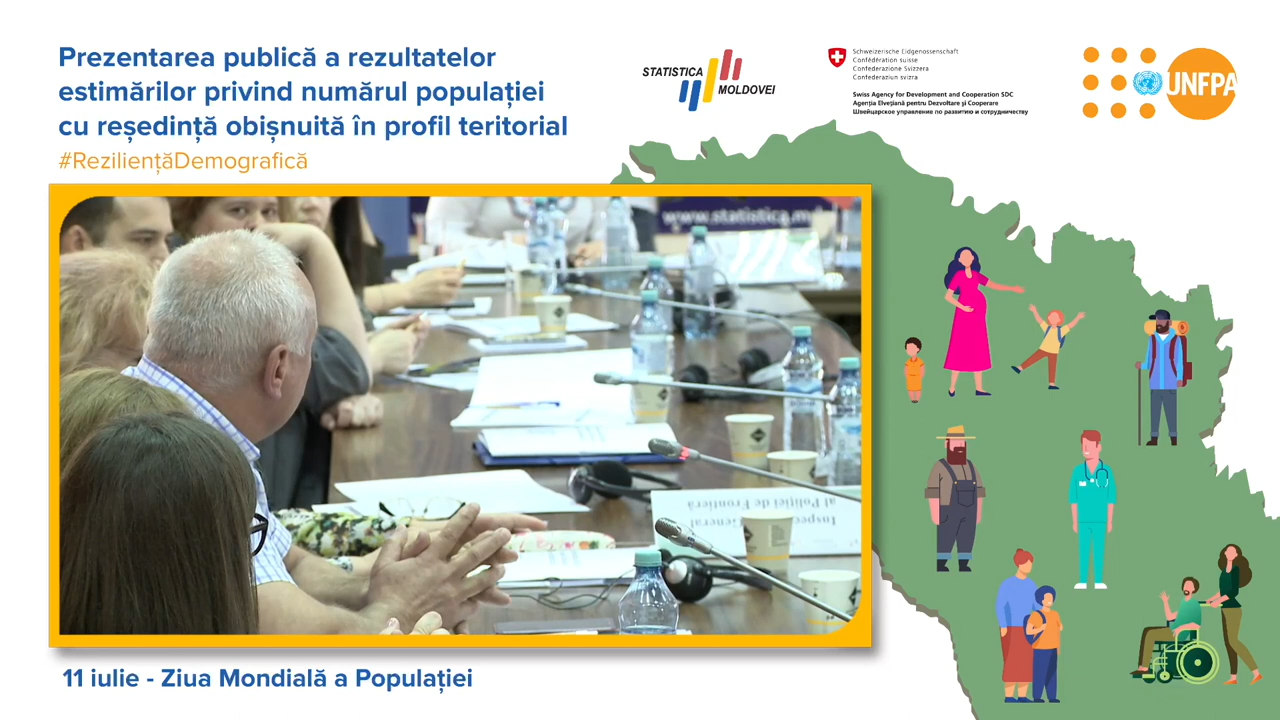 Prezentarea publică a rezultatelor
estimărilor privind numărul populației
cu reședință obișnuită în profil teritorial
#ReziliențăDemografică
STATISTICA
MOLDOVEI
Schweizerische Eidgenossenschaft
Confédération suisse
Confederazione Svizzera
Confederaziun svizra
Swiss Agency for Development and Cooperation SDC
Agenția Elvețiană pentru Dezvoltare și Cooperare
Швейцарское управление по развитию и сотрудничеству
UNFPA
www.statistica.md
General
al Poliției de Frontieră
11 iulie - Ziua Mondială a Populației